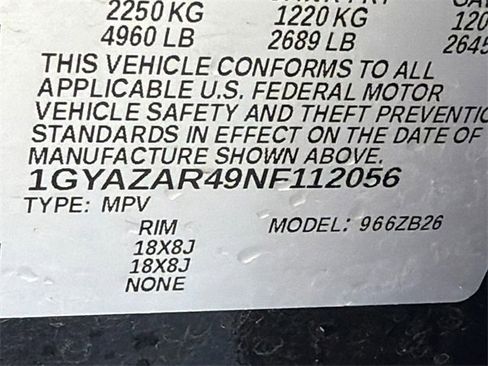 2250 KG 1220 KG
4960 LB 2689 LB 2645
THIS VEHICLE CONFORMS TO ALL
APPLICABLE U.S. FEDERAL MOTOR
VEHICLE SAFETY AND THEFT PREVENTIO
STANDARDS IN EFFECT ON THE DATE OF
MANUFACTURE SHOWN ABOVE.
1GYAZAR49NF112056
TYPE: MPV
RIM MODEL: 966ZB26
18X8J
18X8J
NONE